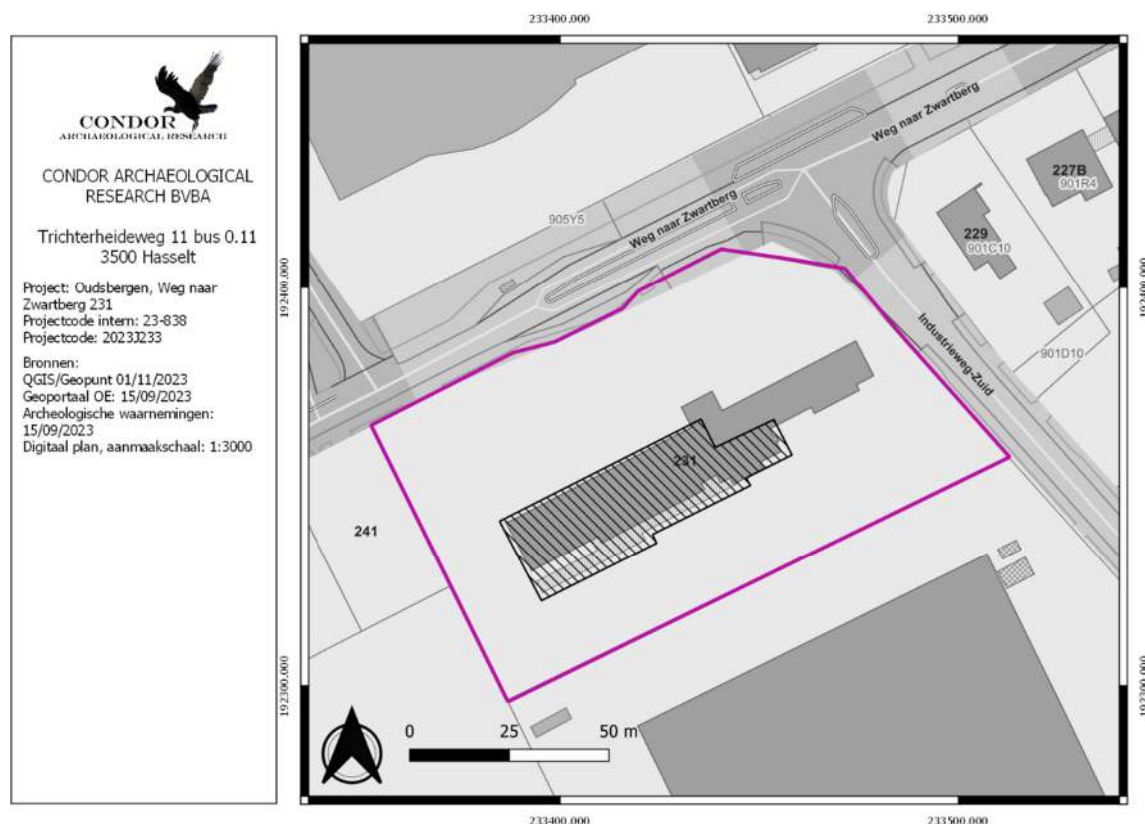 CONDOR
ARCHAEOLOGICAL RESEARCH
CONDOR ARCHAEOLOGICAL
RESEARCH BVBA
Trichterheideweg 11 bus 0.11
3500 Hasselt
Project: Oudsbergen, Weg naar
Zwartberg 231
Projectcode intern: 23-838
Projectcode: 2023J233
Bronnen:
QGIS/Geopunt 01/11/2023
Geoportaal OE: 15/09/2023
Archeologische waarnemingen:
15/09/2023
Digitaal plan, aanmaakschaal: 1:3000
233400.000
233500.000
192400.000
192400.000
192300.000
192300.000
Weg naar Zwartberg
Weg naar Zwartberg
905Y5
227B
901R4
229
901C10
Industrieweg-Zuid
901D10
231
241
0 25 50 m
233400.000
233500.000